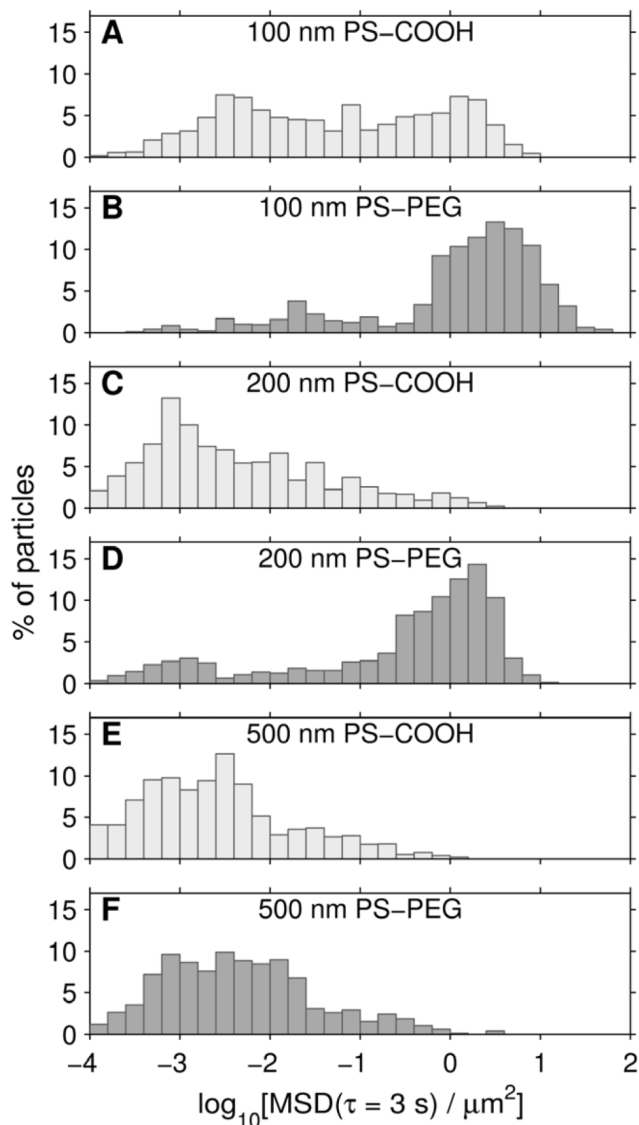 A 100 nm PS−COOH
15
10
5
0
B 100 nm PS−PEG
15
10
5
0
C 200 nm PS−COOH
15
10
5
0
D 200 nm PS−PEG
15
10
5
0
E 500 nm PS−COOH
15
10
5
0
F 500 nm PS−PEG
15
10
5
0
% of particles
−4 −3 −2 −1 0 1 2
log₁₀[MSD(τ = 3 s) / μm²]